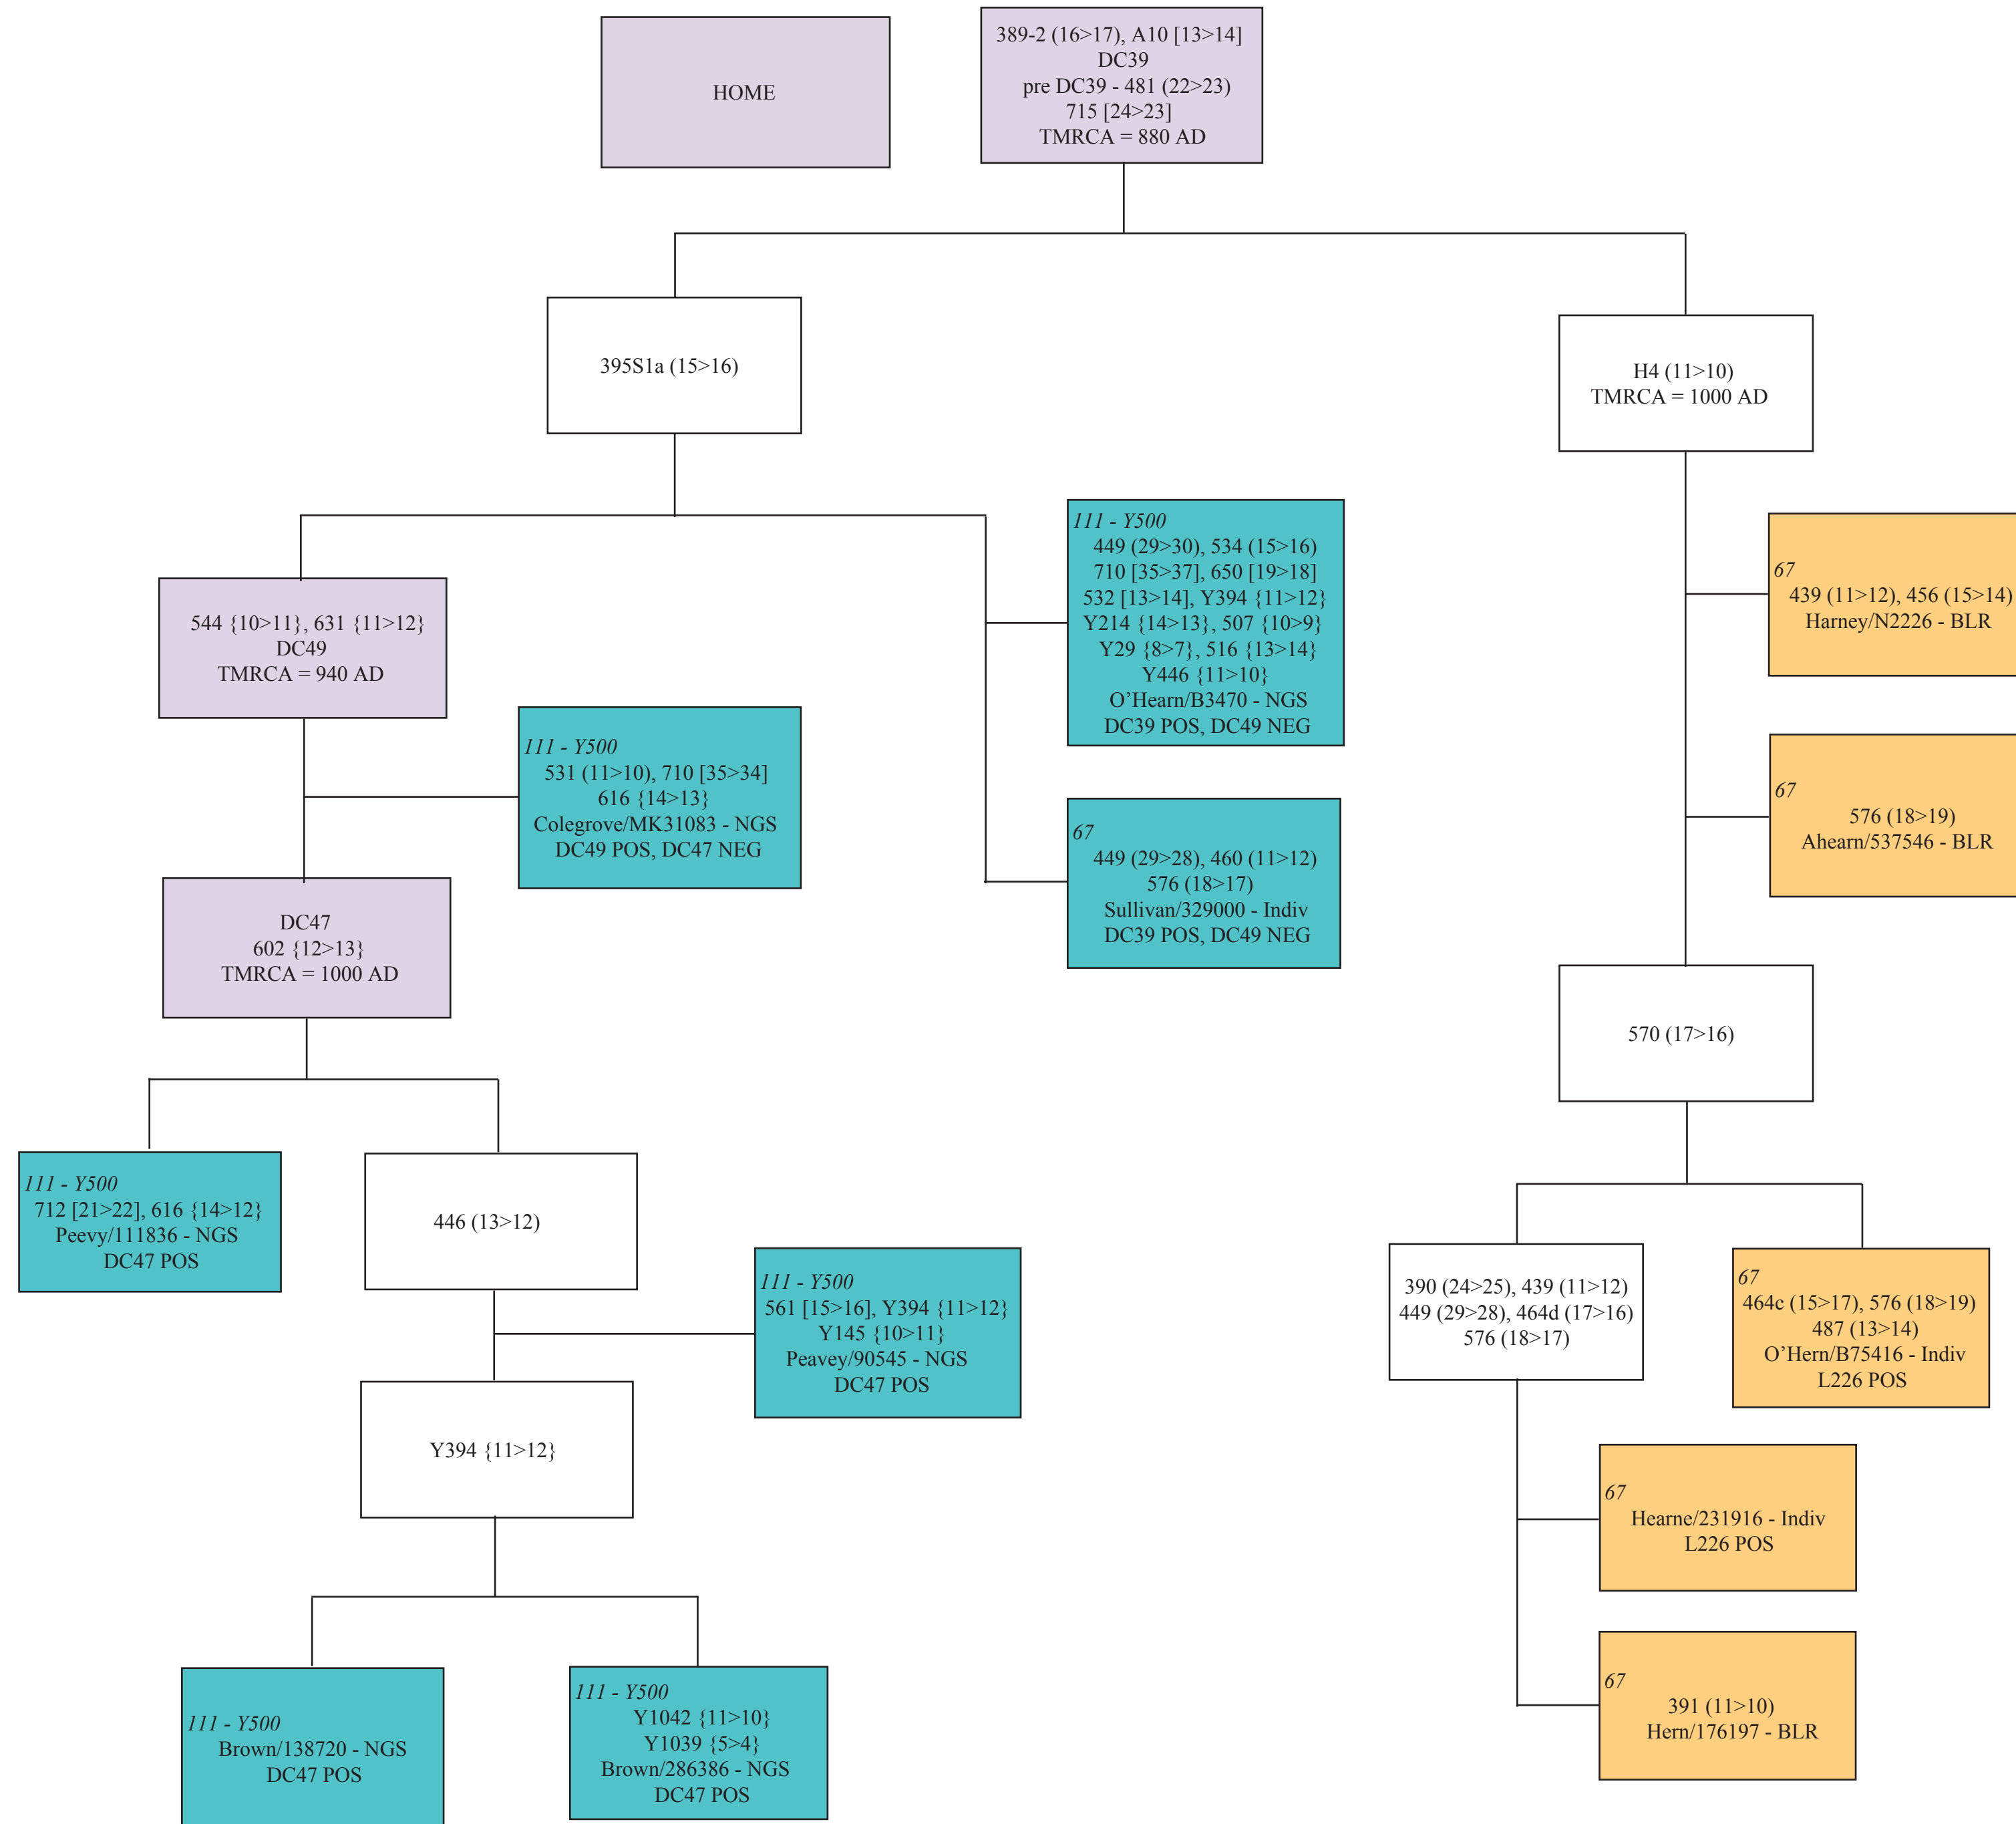 HOME
389-2 (16>17), A10 [13>14]
DC39
pre DC39 - 481 (22>23)
715 [24>23]
TMRCA = 880 AD
395S1a (15>16)
H4 (11>10)
TMRCA = 1000 AD
111 - Y500
449 (29>30), 534 (15>16)
710 [35>37], 650 [19>18]
532 [13>14], Y394 {11>12}
Y214 {14>13}, 507 {10>9}
Y29 {8>7}, 516 {13>14}
Y446 {11>10}
O’Hearn/B3470 - NGS
DC39 POS, DC49 NEG
67
439 (11>12), 456 (15>14)
Harney/N2226 - BLR
544 {10>11}, 631 {11>12}
DC49
TMRCA = 940 AD
111 - Y500
531 (11>10), 710 [35>34]
616 {14>13}
Colegrove/MK31083 - NGS
DC49 POS, DC47 NEG
67
449 (29>28), 460 (11>12)
576 (18>17)
Sullivan/329000 - Indiv
DC39 POS, DC49 NEG
67
576 (18>19)
Ahearn/537546 - BLR
DC47
602 {12>13}
TMRCA = 1000 AD
570 (17>16)
111 - Y500
712 [21>22], 616 {14>12}
Peevy/111836 - NGS
DC47 POS
446 (13>12)
111 - Y500
561 [15>16], Y394 {11>12}
Y145 {10>11}
Peavey/90545 - NGS
DC47 POS
390 (24>25), 439 (11>12)
449 (29>28), 464d (17>16)
576 (18>17)
67
464c (15>17), 576 (18>19)
487 (13>14)
O’Hern/B75416 - Indiv
L226 POS
Y394 {11>12}
67
Hearne/231916 - Indiv
L226 POS
111 - Y500
Brown/138720 - NGS
DC47 POS
111 - Y500
Y1042 {11>10}
Y1039 {5>4}
Brown/286386 - NGS
DC47 POS
67
391 (11>10)
Hern/176197 - BLR